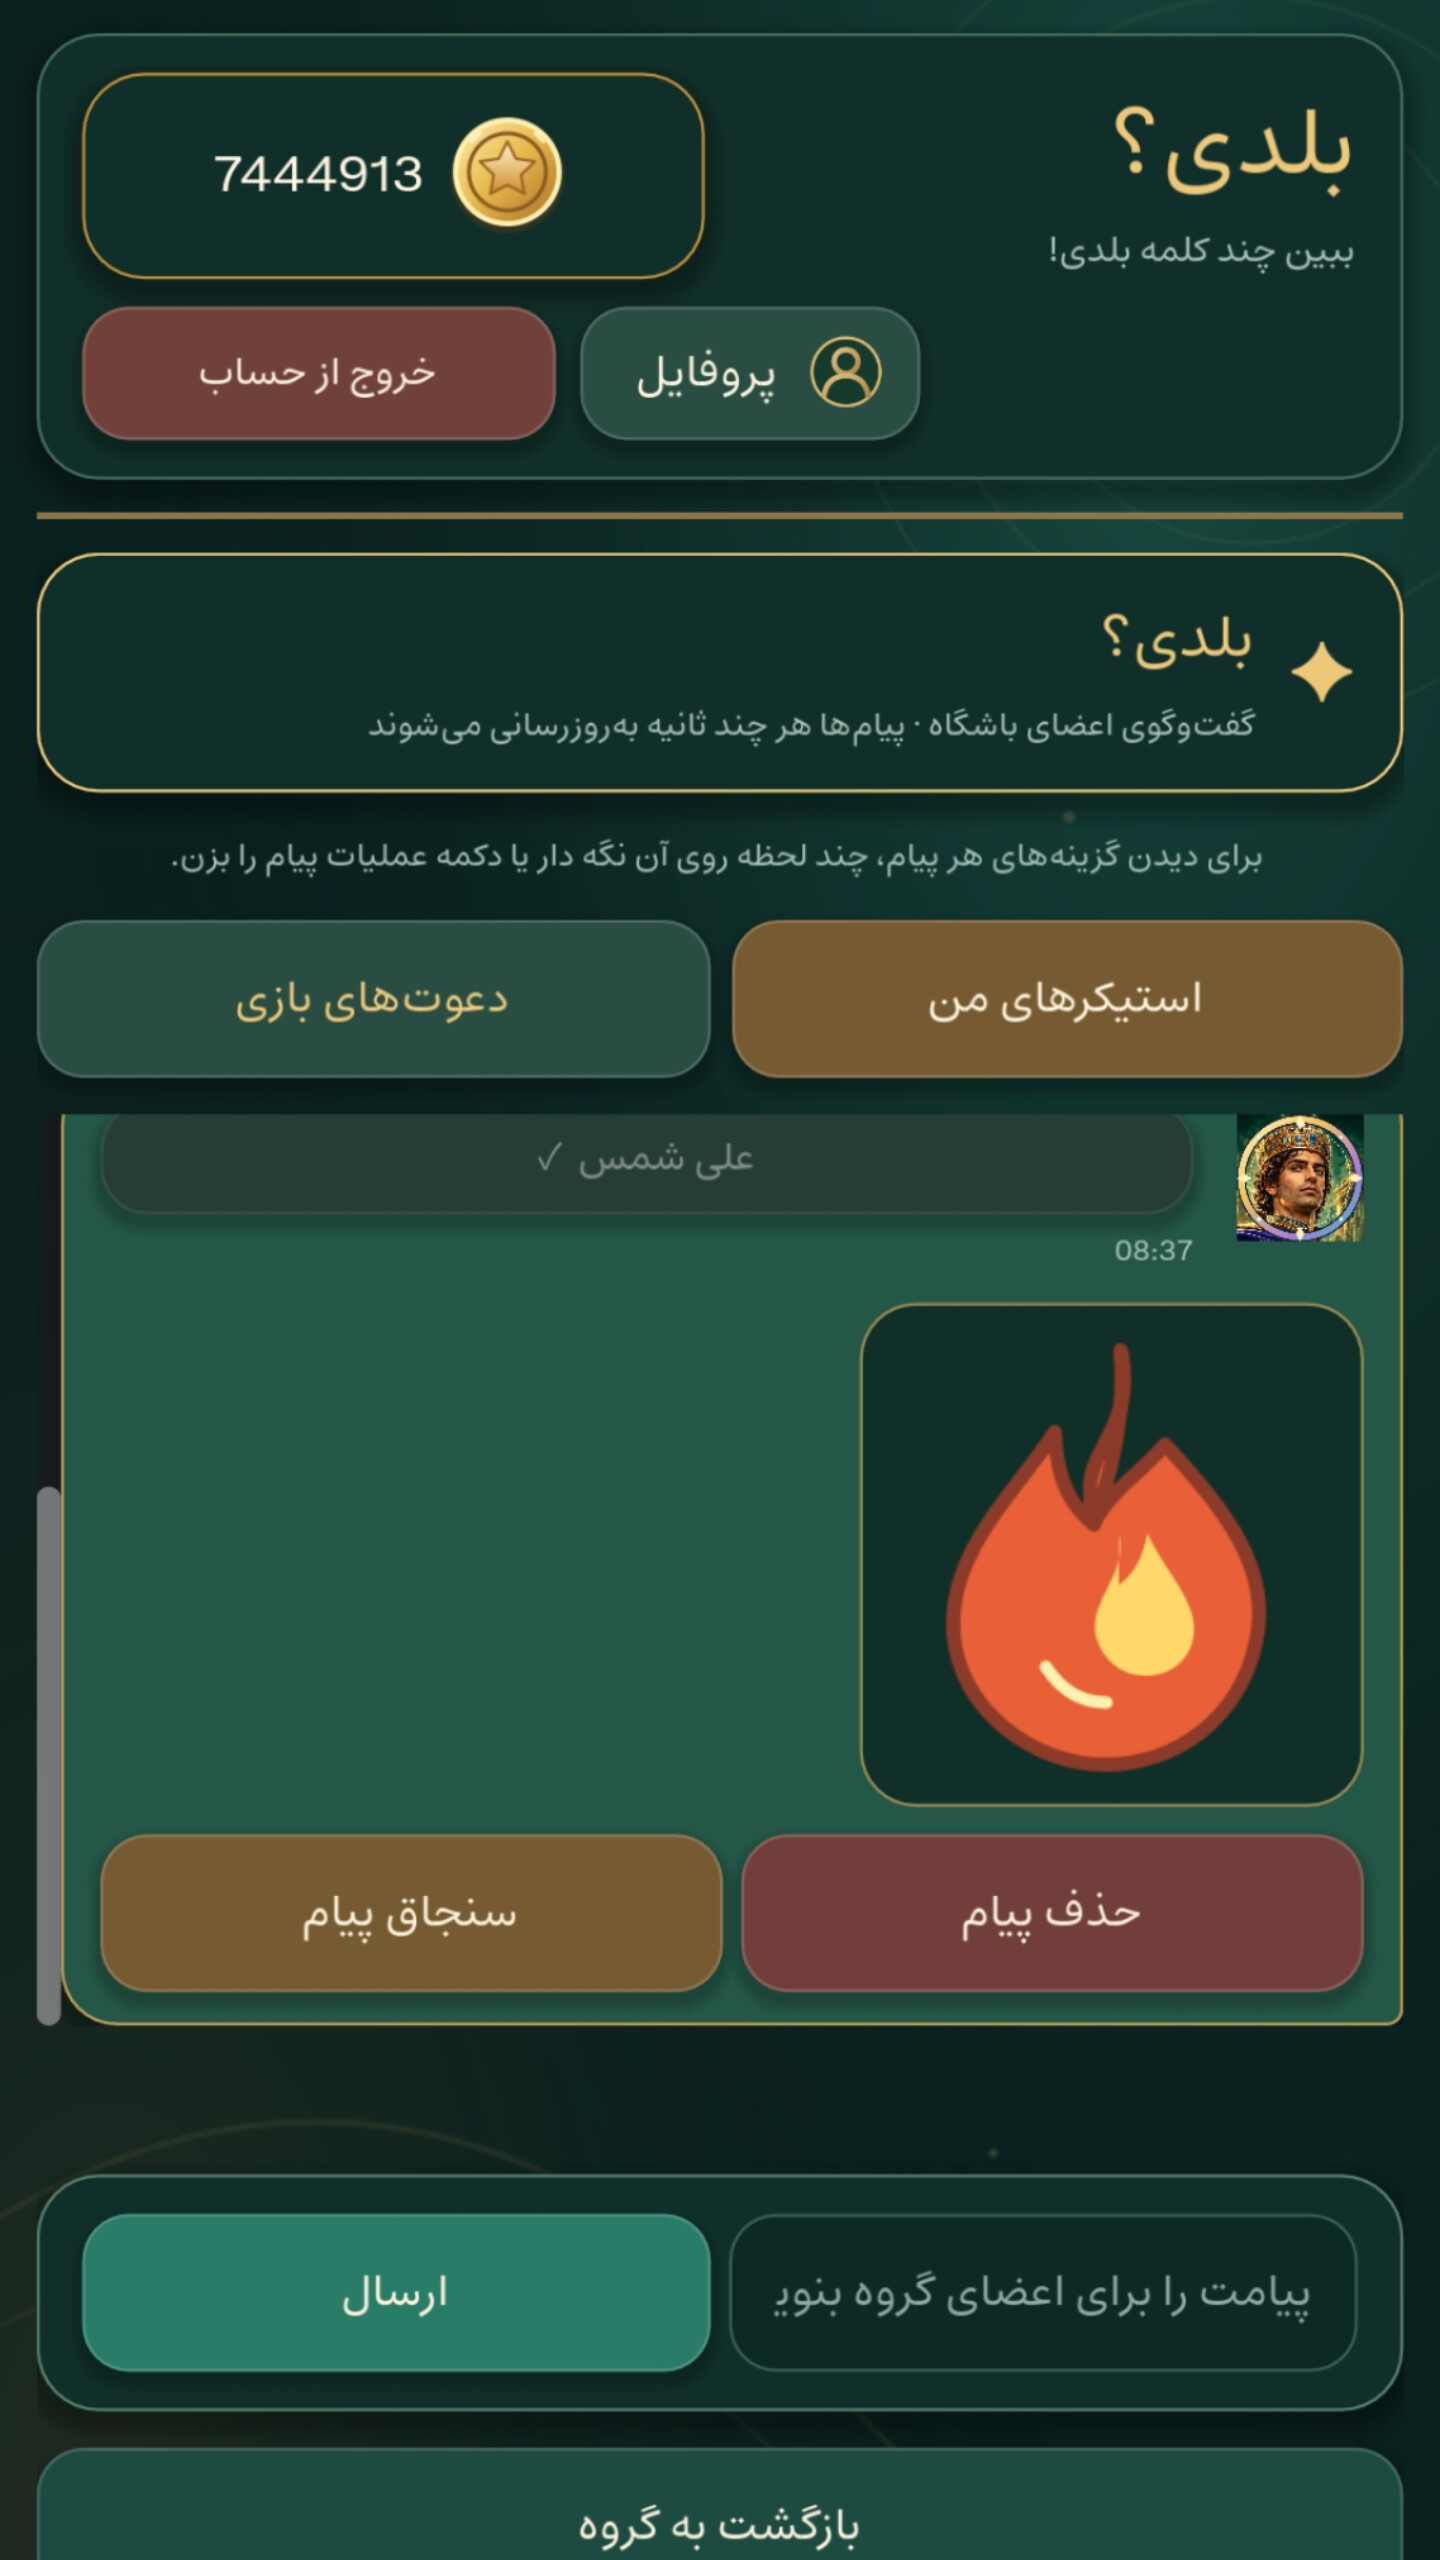 بلدی؟
7444913
ببین چند کلمه بلدی!
پروفایل
خروج از حساب
بلدی؟
گفت‌وگوی اعضای باشگاه · پیام‌ها هر چند ثانیه به‌روزرسانی می‌شوند
برای دیدن گزینه‌های هر پیام، چند لحظه روی آن نگه دار یا دکمه عملیات پیام را بزن.
استیکرهای من
دعوت‌های بازی
علی شمس ✓
08:37
حذف پیام
سنجاق پیام
پیامت را برای اعضای گروه بنوی
ارسال
بازگشت به گروه